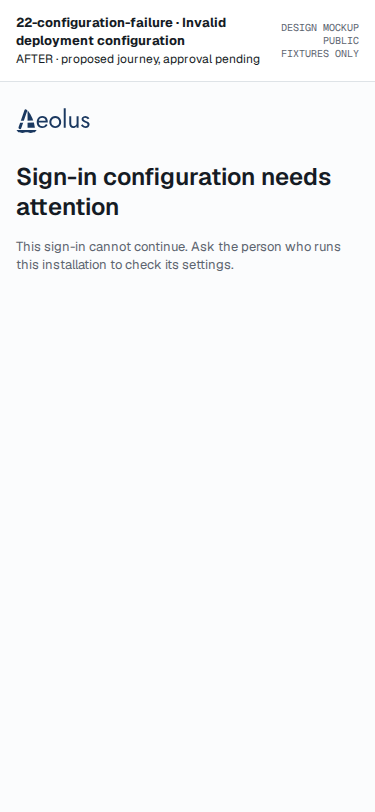 22-configuration-failure · Invalid
deployment configuration
AFTER · proposed journey, approval pending
DESIGN MOCKUP
PUBLIC
FIXTURES ONLY
Aeolus
Sign-in configuration needs
attention
This sign-in cannot continue. Ask the person who runs
this installation to check its settings.